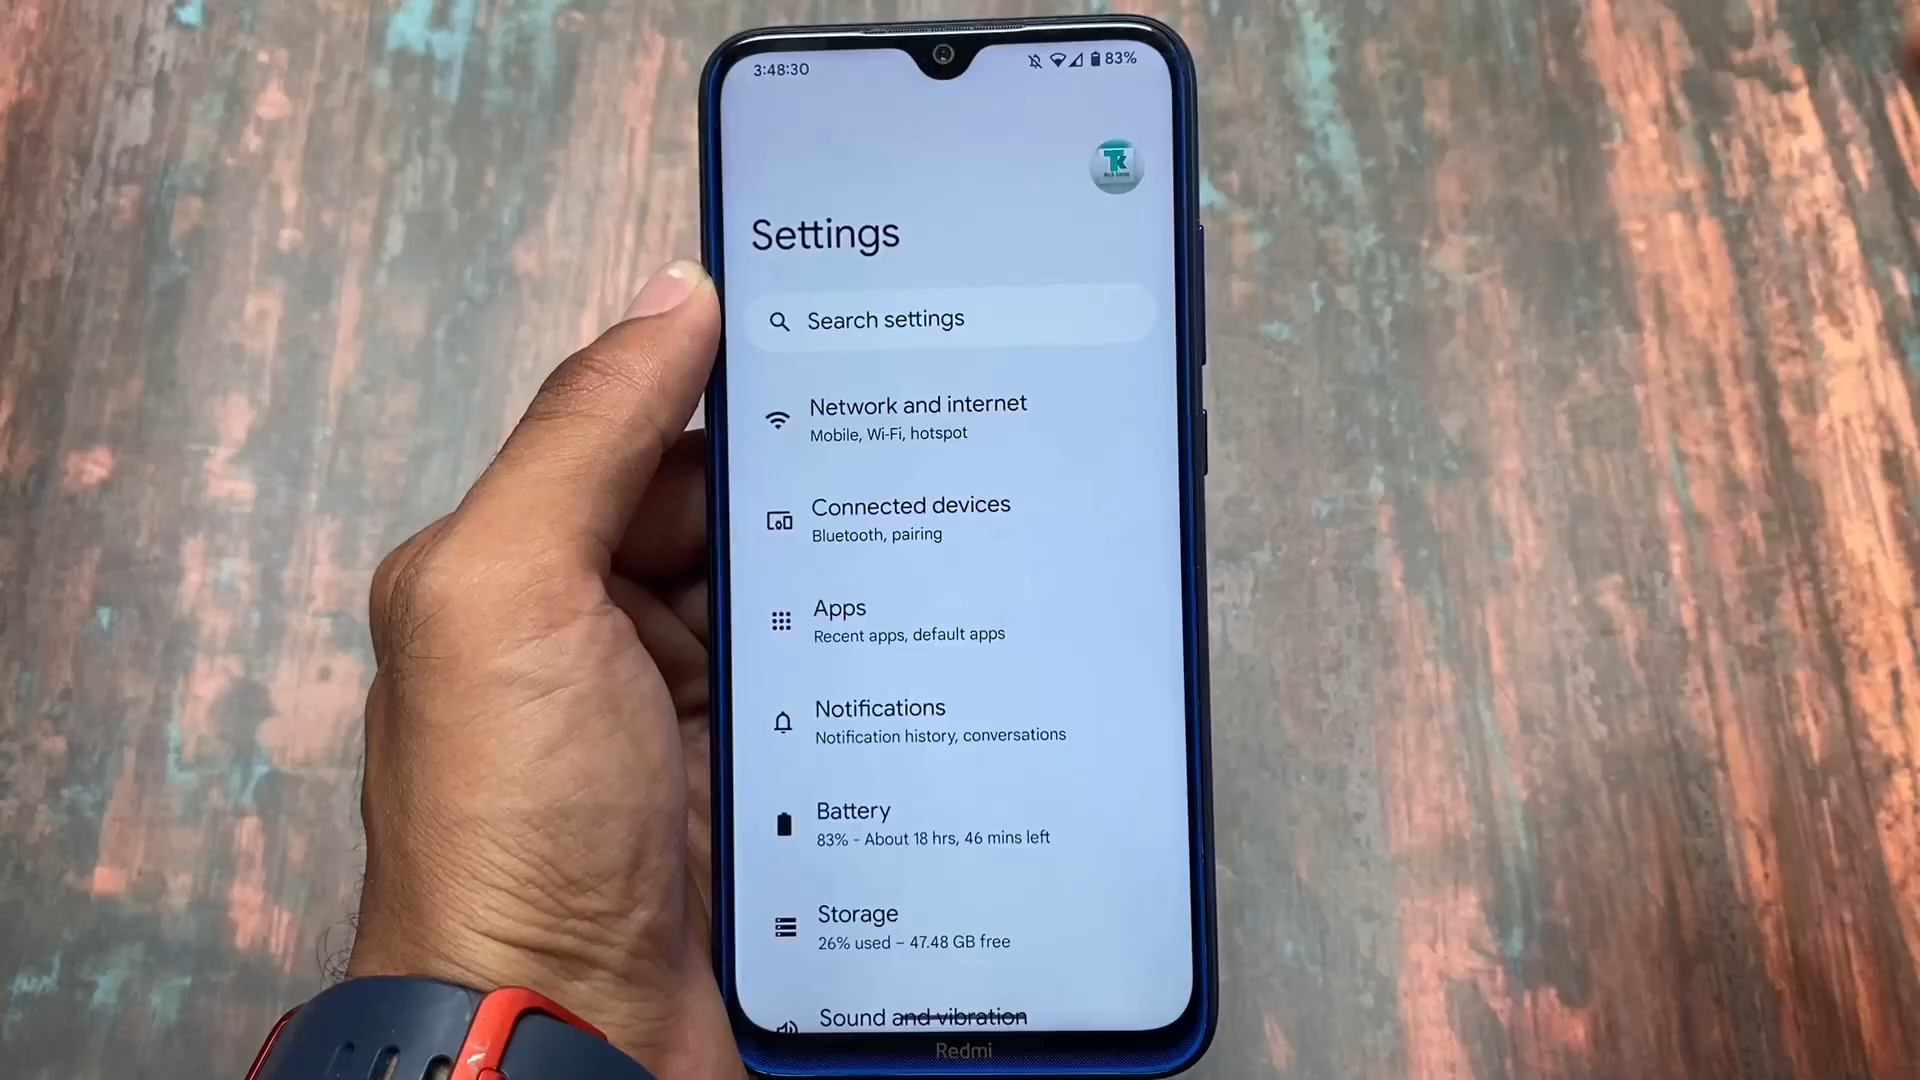 3:48:30
83%
TK
Settings
Search settings
Network and internet
Mobile, Wi-Fi, hotspot
Connected devices
Bluetooth, pairing
Apps
Recent apps, default apps
Notifications
Notification history, conversations
Battery
83% - About 18 hrs, 46 mins left
Storage
26% used – 47.48 GB free
Sound and vibration
Redmi